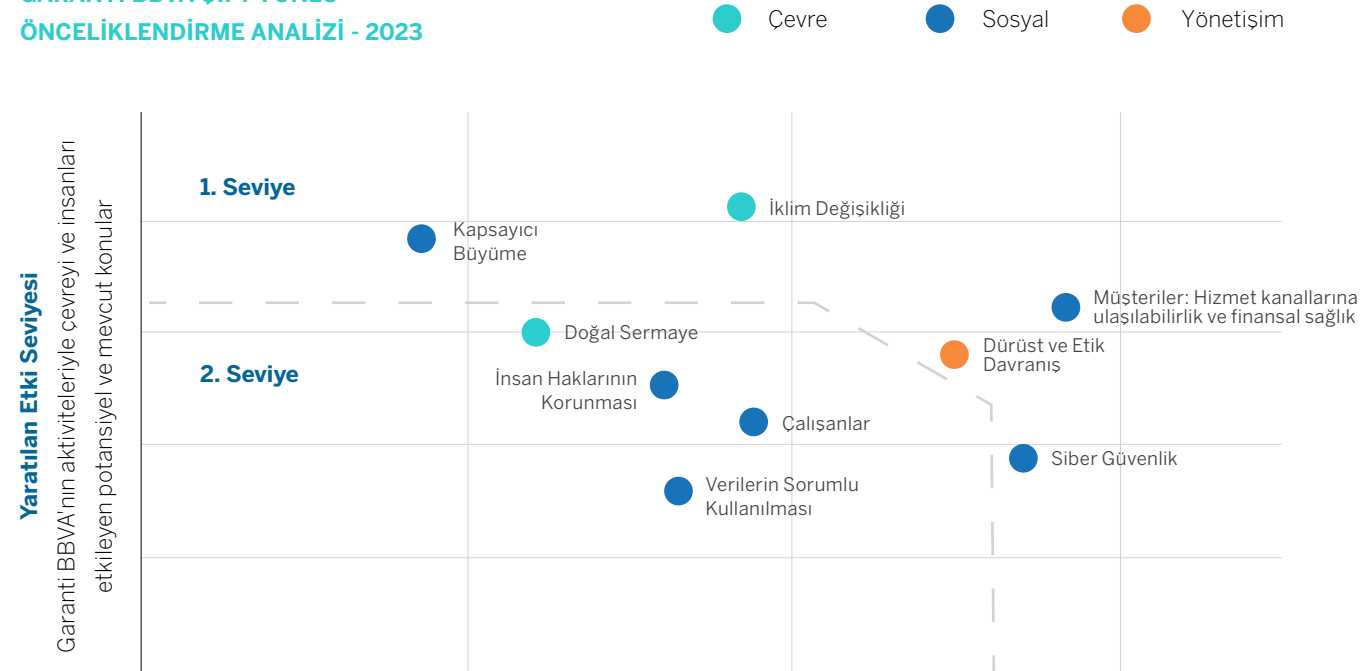 ÖNCELİKLENDİRME ANALİZİ - 2023
Çevre
Sosyal
Yönetişim
Yaratılan Etki Seviyesi
Garanti BBVA'nın aktiviteleriyle çevreyi ve insanları
etkileyen potansiyel ve mevcut konular
1. Seviye
İklim Değişikliği
Kapsayıcı
Büyüme
Müşteriler: Hizmet kanallarına
ulaşılabilirlik ve finansal sağlık
Doğal Sermaye
Dürüst ve Etik
Davranış
2. Seviye
İnsan Haklarının
Korunması
Çalışanlar
Siber Güvenlik
Verilerin Sorumlu
Kullanılması